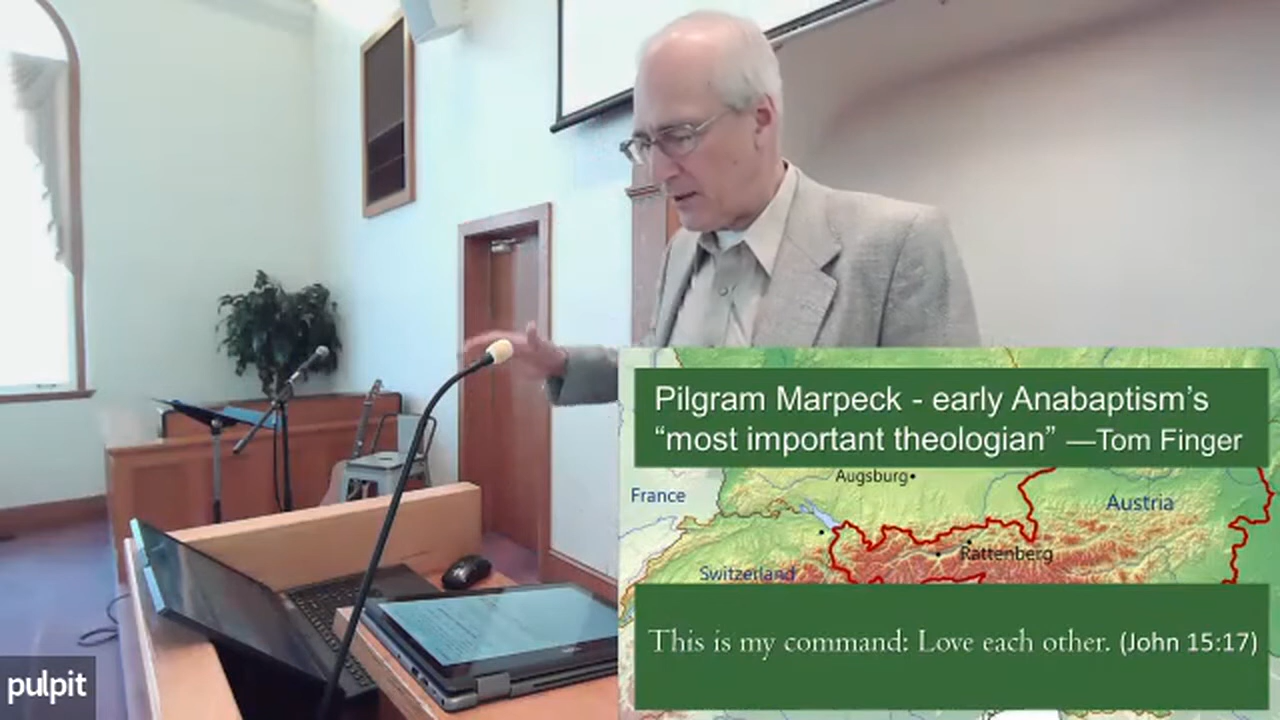 Pilgram Marpeck - early Anabaptism's
“most important theologian” —Tom Finger
Augsburg
France
Austria
Rattenberg
Switzerland
This is my command: Love each other. (John 15:17)
pulpit